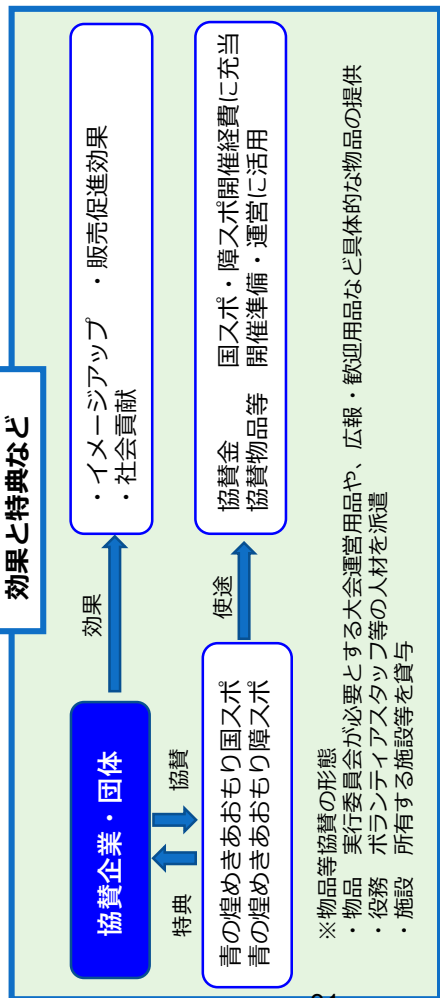 効果と特典など
協賛企業・団体
効果
・イメージアップ　・販売促進効果
・社会貢献
特典
協賛
青の煌めきあおもり国スポ
青の煌めきあおもり障スポ
使途
協賛金　国スポ・障スポ開催経費に充当
協賛物品等　開催準備・運営に活用
※物品等協賛の形態
・物品　実行委員会が必要とする大会運営用品や、広報・歓迎用品など具体的な物品の提供
・役務　ボランティアスタッフ等の人材を派遣
・施設　所有する施設等を貸与